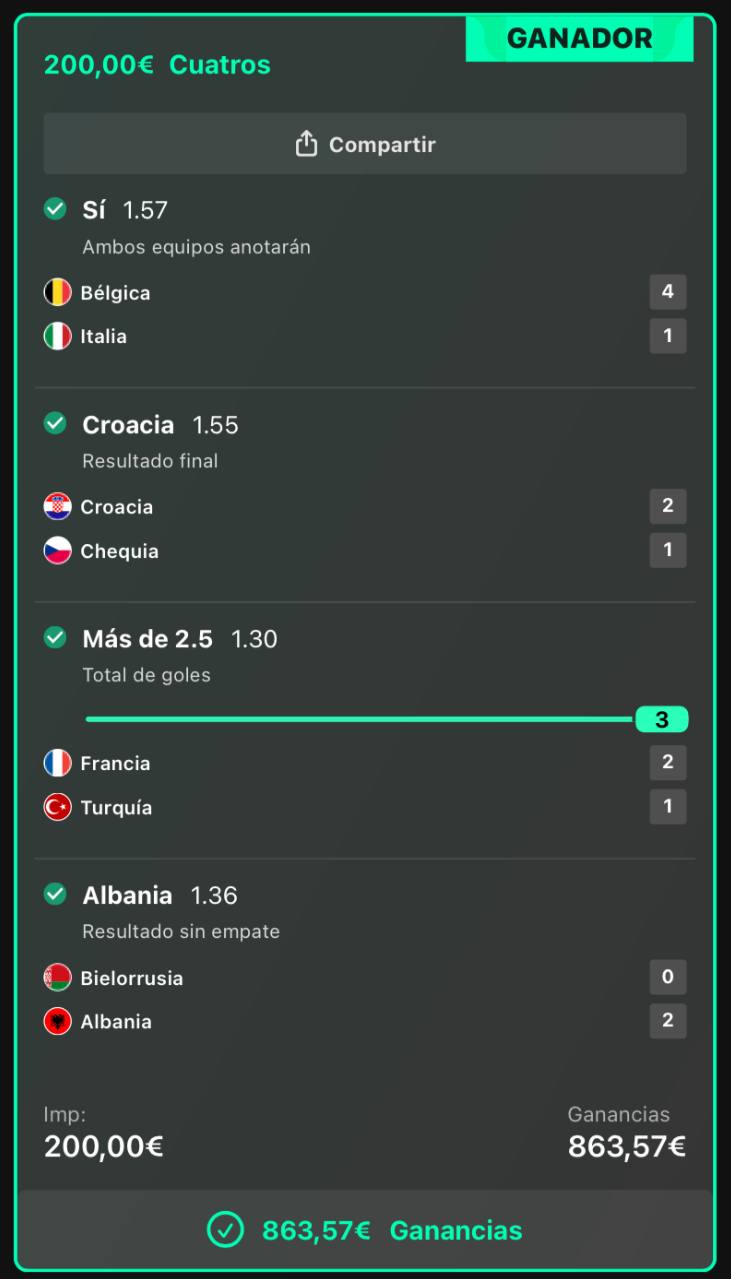 GANADOR
200,00€ Cuatros
Compartir
Sí 1.57
Ambos equipos anotarán
Bélgica 4
Italia 1
Croacia 1.55
Resultado final
Croacia 2
Chequia 1
Más de 2.5 1.30
Total de goles
3
Francia 2
Turquía 1
Albania 1.36
Resultado sin empate
Bielorrusia 0
Albania 2
Imp: Ganancias
200,00€ 863,57€
863,57€ Ganancias